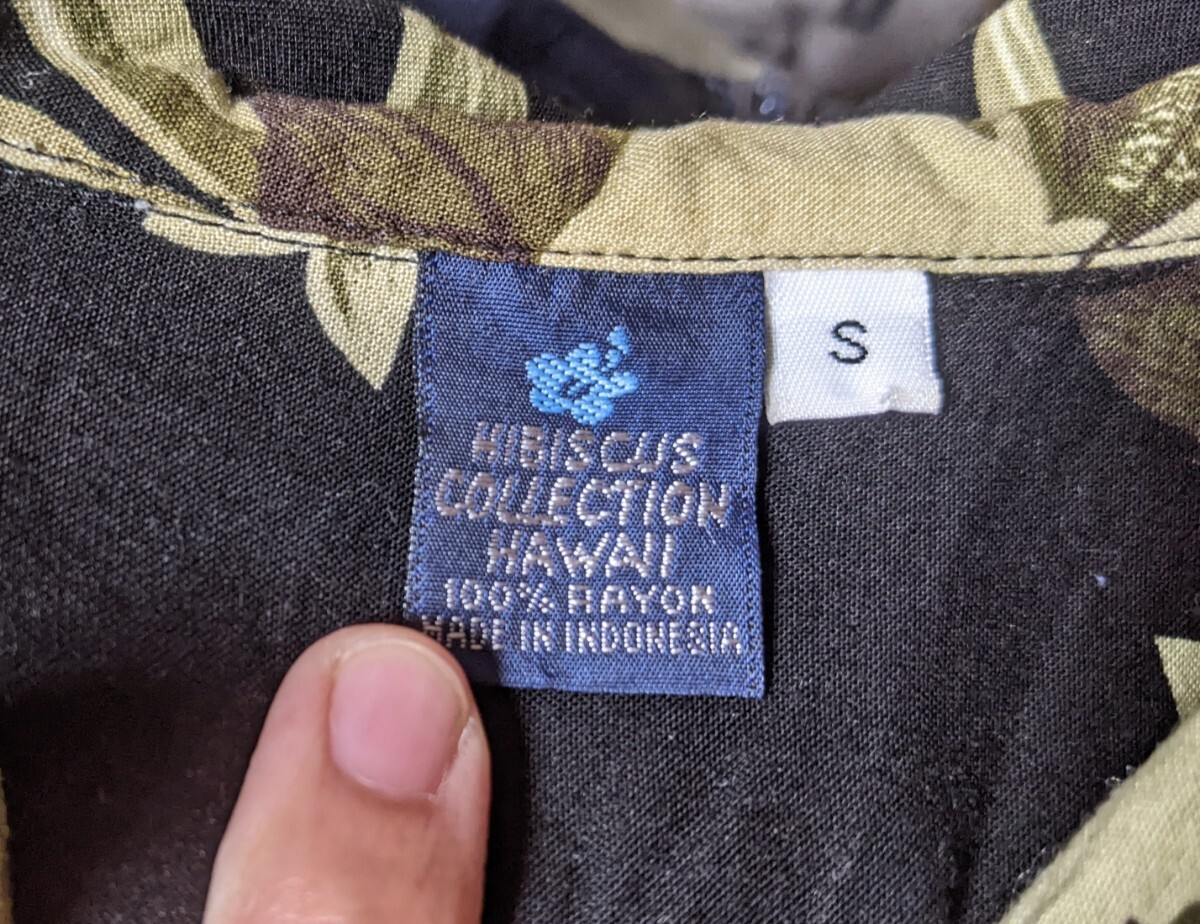 HIBISCUS
COLLECTION
HAWAII
100% RAYON
MADE IN INDONESIA
S